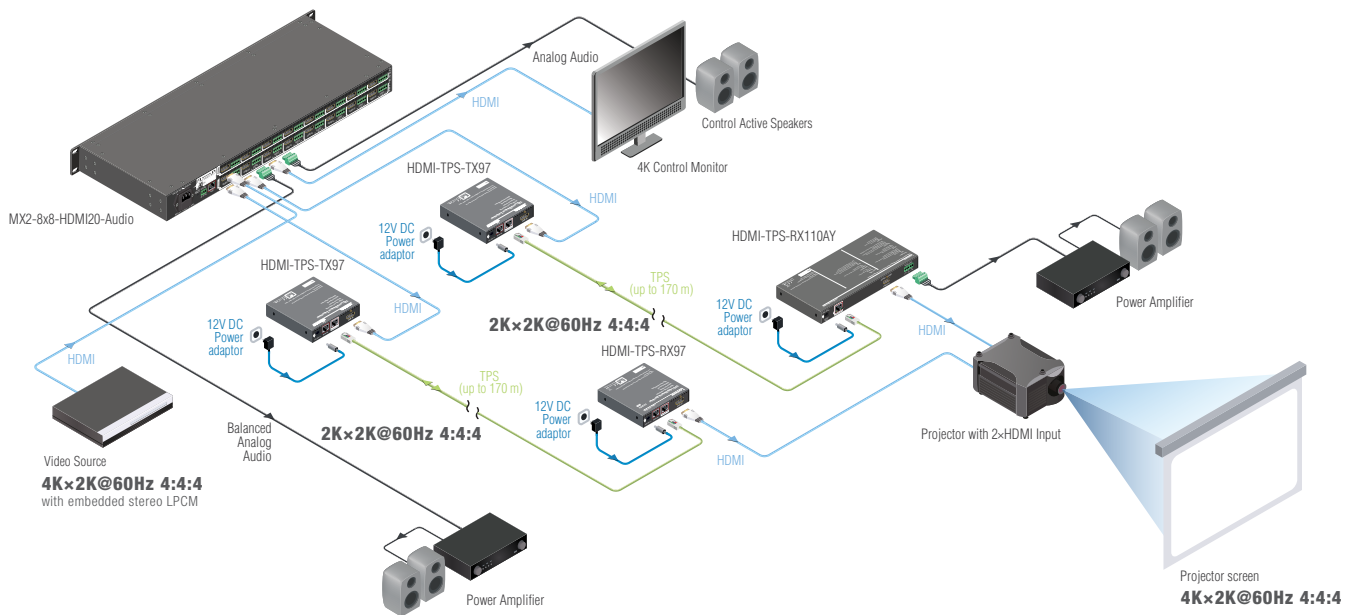 Analog Audio
HDMI
Control Active Speakers
4K Control Monitor
MX2-8x8-HDMI20-Audio
HDMI-TPS-TX97
HDMI
12V DC
Power
adaptor
HDMI-TPS-RX110AY
HDMI-TPS-TX97
TPS
(up to 170 m)
12V DC
Power
adaptor
Power Amplifier
HDMI
12V DC
Power
adaptor
2K×2K@60Hz 4:4:4
HDMI
HDMI
HDMI-TPS-RX97
TPS
(up to 170 m)
12V DC
Power
adaptor
Balanced
Analog
Audio
2K×2K@60Hz 4:4:4
Projector with 2×HDMI Input
HDMI
Video Source
4K×2K@60Hz 4:4:4
with embedded stereo LPCM
Projector screen
4K×2K@60Hz 4:4:4
Power Amplifier